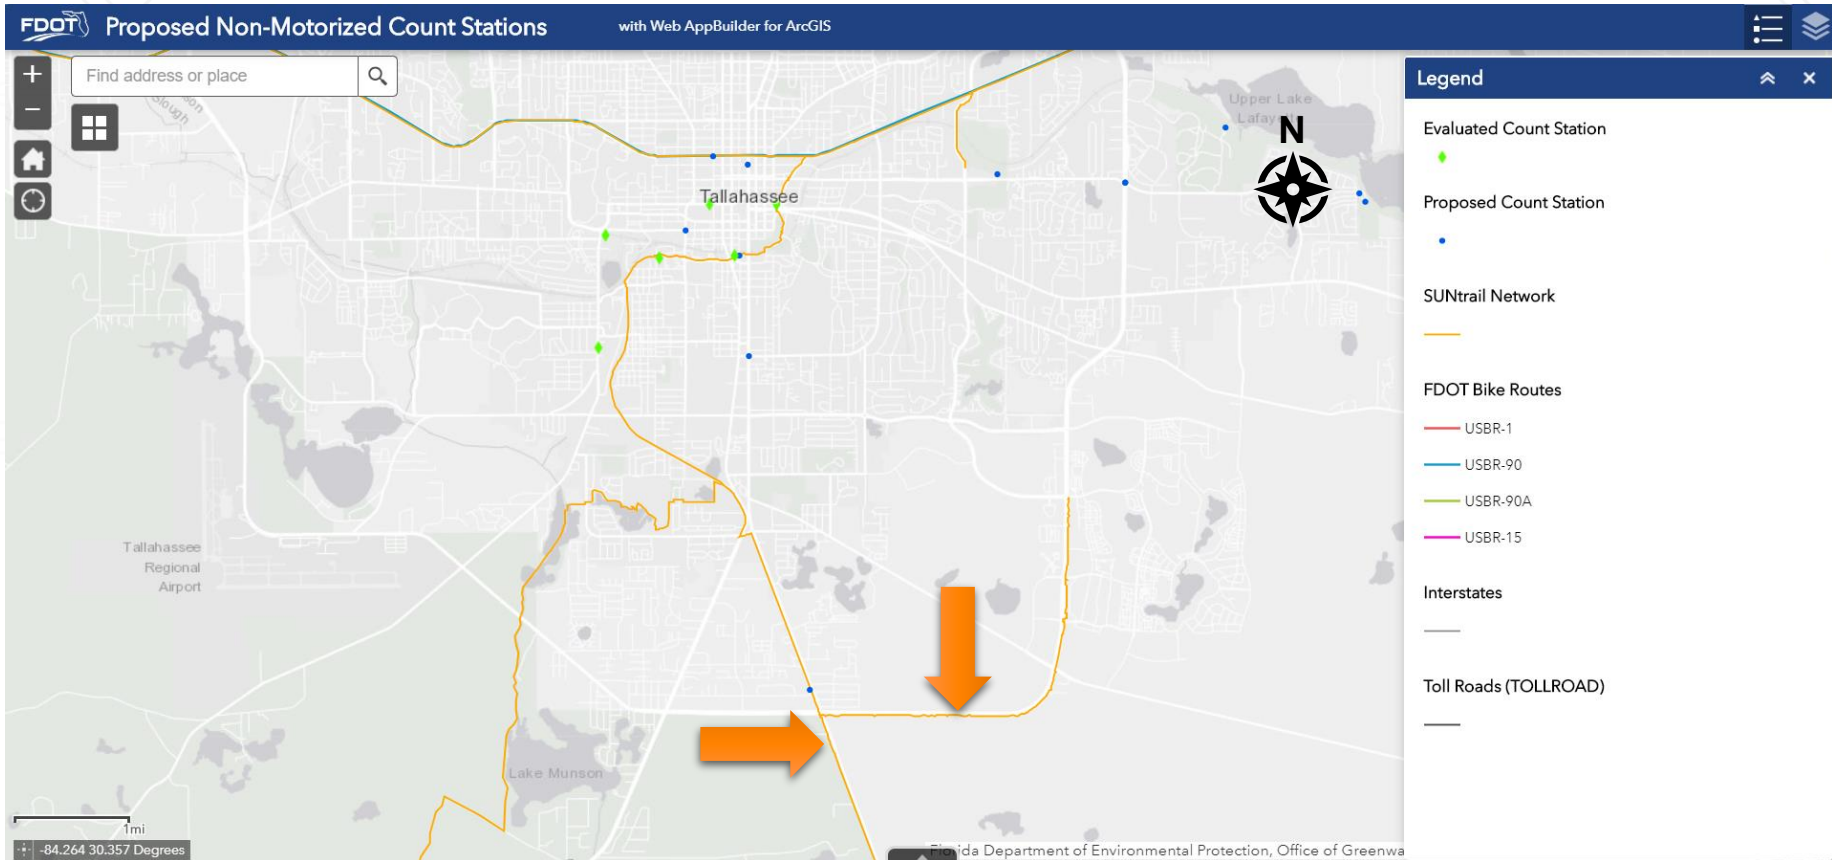 FDOT Proposed Non-Motorized Count Stations with Web AppBuilder for ArcGIS
+
Find address or place
−
Slough
Upper Lake
N
Tallahassee
Tallahassee
Regional
Airport
Lake Munson
1mi
-84.264 30.357 Degrees
Department of Environmental Protection, Office of
Legend
Evaluated Count Station
Proposed Count Station
SUNtrail Network
FDOT Bike Routes
USBR-1
USBR-90
USBR-90A
USBR-15
Interstates
Toll Roads (TOLLROAD)